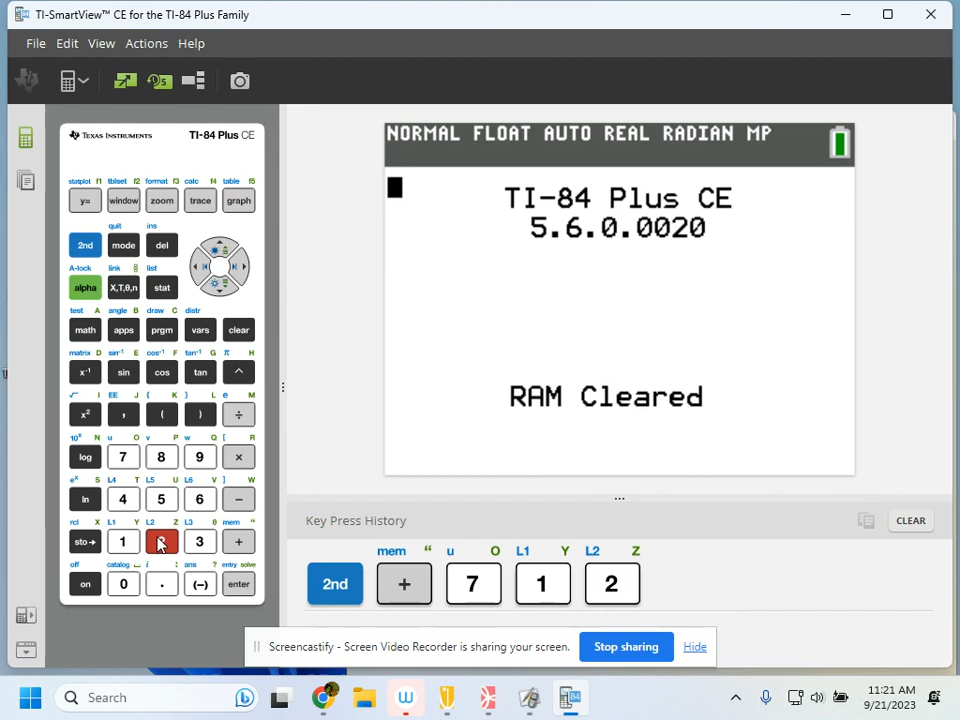 TI-SmartView™ CE for the TI-84 Plus Family
File Edit View Actions Help
TEXAS INSTRUMENTS TI-84 Plus CE
statplot f1 tblset f2 format f3 calc f4 table f5
y= window zoom trace graph
quit ins
2nd mode del
A-lock link list
alpha X,T,θ,n stat
test A angle B draw C distr
math apps prgm vars clear
matrix D sin⁻¹ E cos⁻¹ F tan⁻¹ G π H
x⁻¹ sin cos tan ^
√ I EE J { K } L e M
x² , ( ) ÷
10ˣ N u O v P w Q [ R
log 7 8 9 ×
eˣ S L4 T L5 U L6 V ] W
ln 4 5 6 −
rcl X L1 Y L2 Z L3 θ mem "
sto→ 1 2 3 +
off catalog i : ans ? entry solve
on 0 . (−) enter
NORMAL FLOAT AUTO REAL RADIAN MP
TI-84 Plus CE
5.6.0.0020
RAM Cleared
Key Press History CLEAR
mem " u O L1 Y L2 Z
2nd + 7 1 2
Screencastify - Screen Video Recorder is sharing your screen. Stop sharing Hide
Search
11:21 AM
9/21/2023